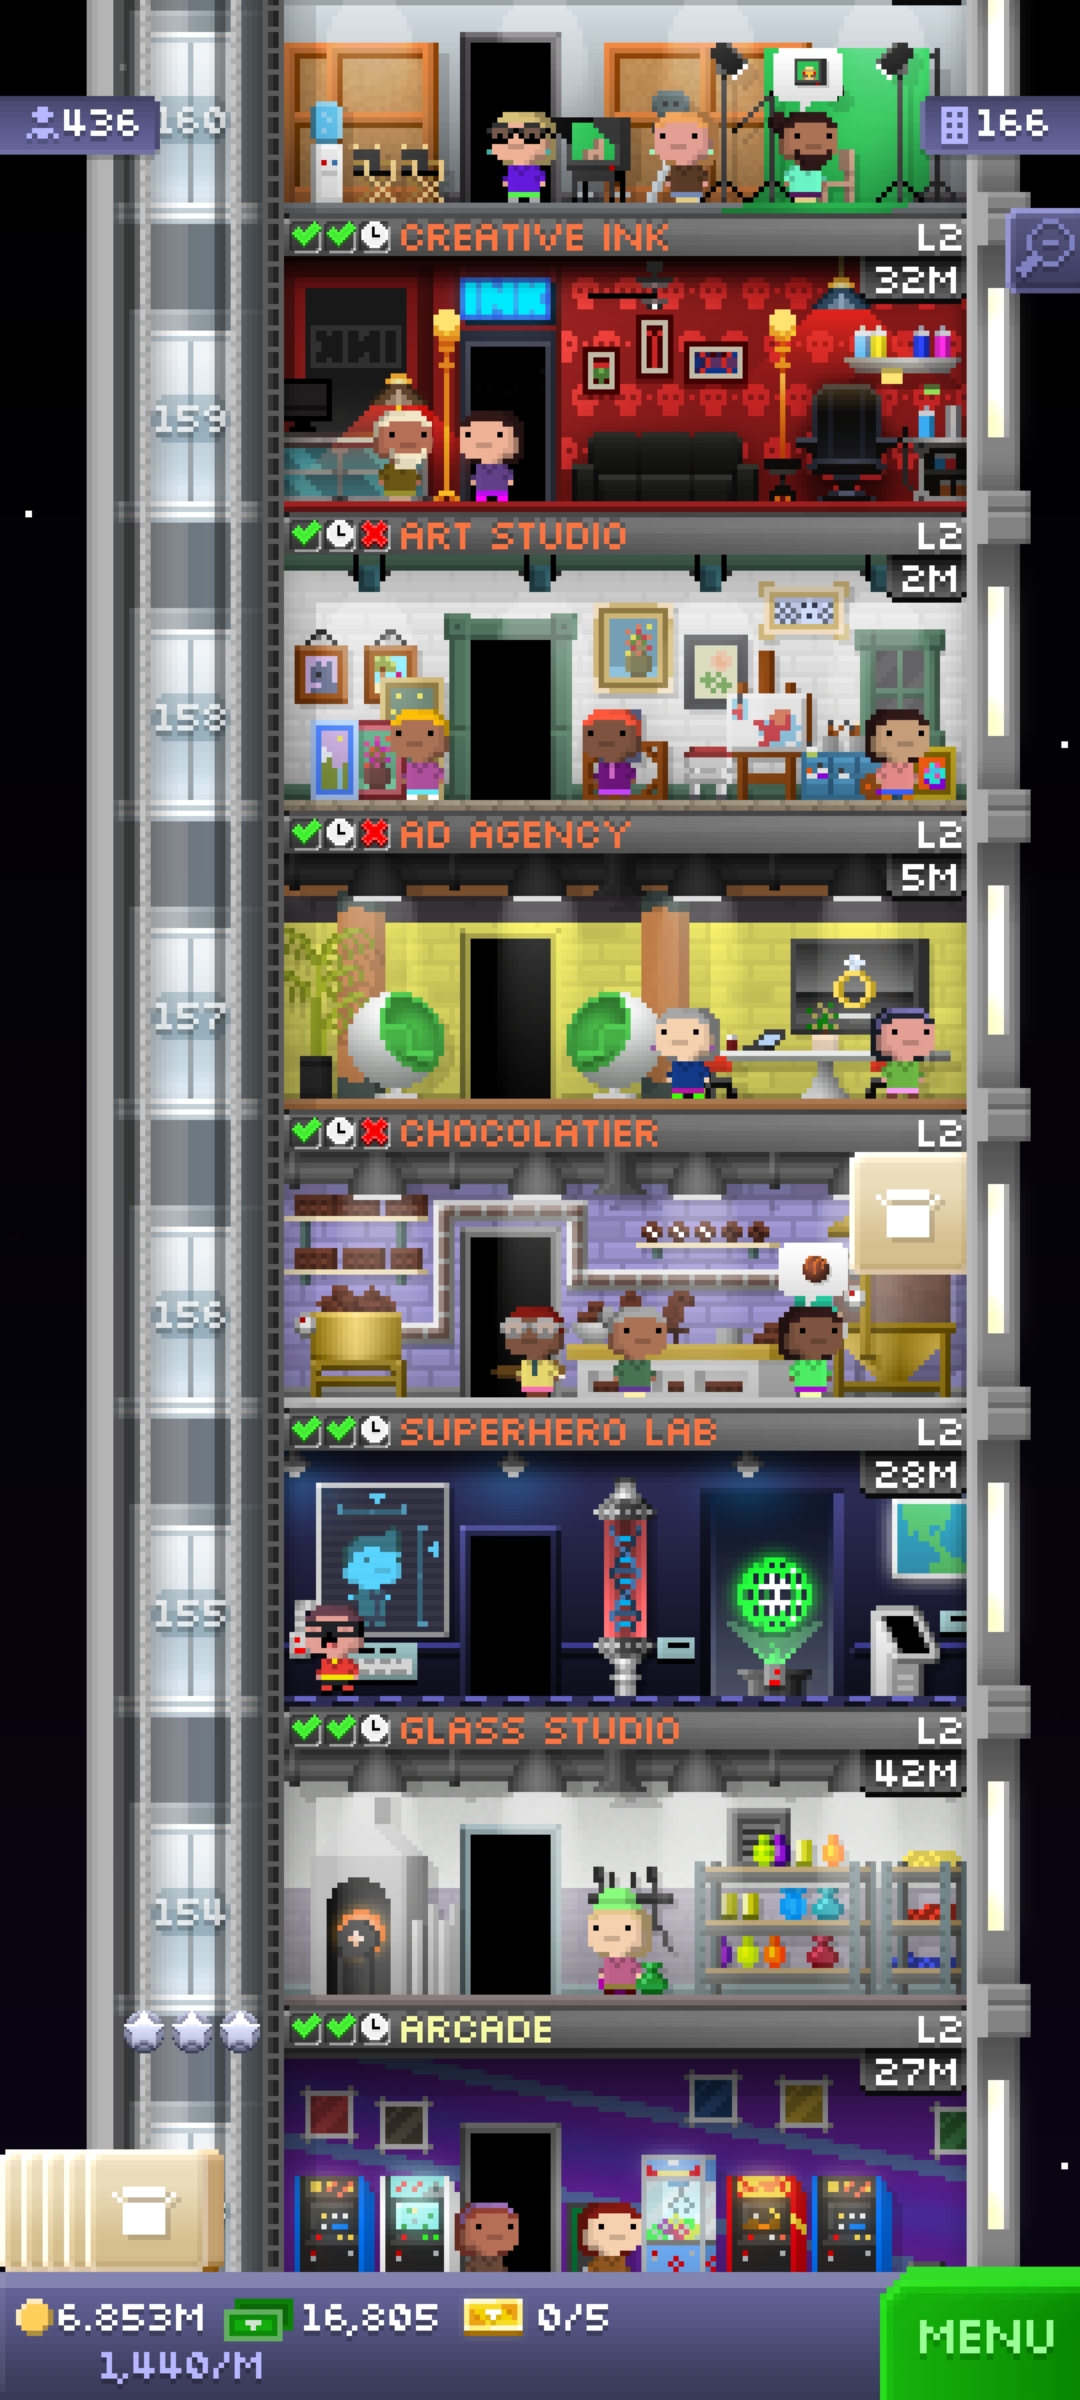 436
160
166
CREATIVE INK L2
32M
INK
INK
159
ART STUDIO L2
2M
158
AD AGENCY L2
5M
157
CHOCOLATIER L2
156
SUPERHERO LAB L2
28M
155
GLASS STUDIO L2
42M
154
ARCADE L2
27M
6.853M 16,805 0/5
1,440/M
MENU